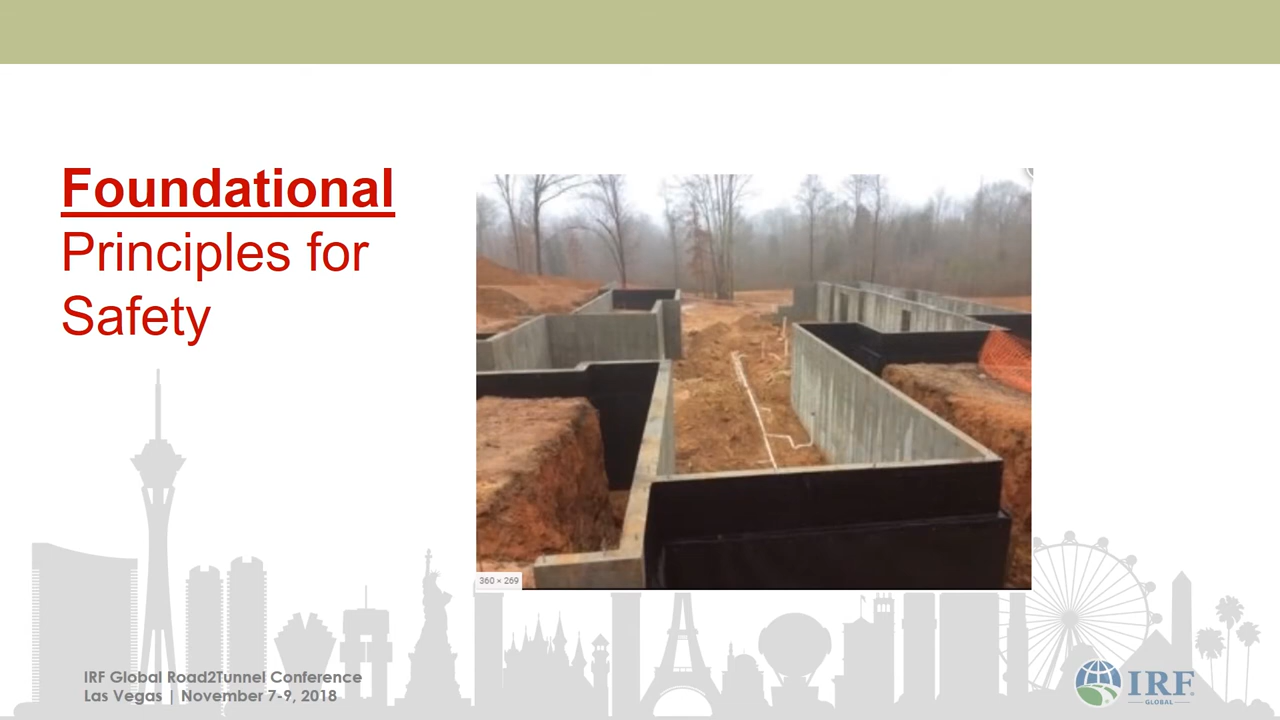 Foundational
Principles for
Safety
360 × 269
IRF Global Road2Tunnel Conference
Las Vegas | November 7-9, 2018
IRF®
GLOBAL